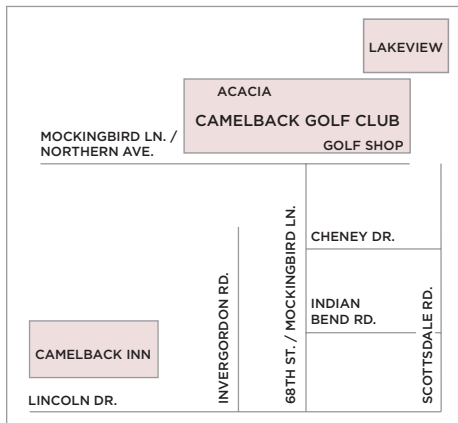 LAKEVIEW
ACACIA
CAMELBACK GOLF CLUB
GOLF SHOP
MOCKINGBIRD LN. /
NORTHERN AVE.
CHENEY DR.
INDIAN
BEND RD.
INVERGORDON RD.
68TH ST. / MOCKINGBIRD LN.
SCOTTSDALE RD.
CAMELBACK INN
LINCOLN DR.